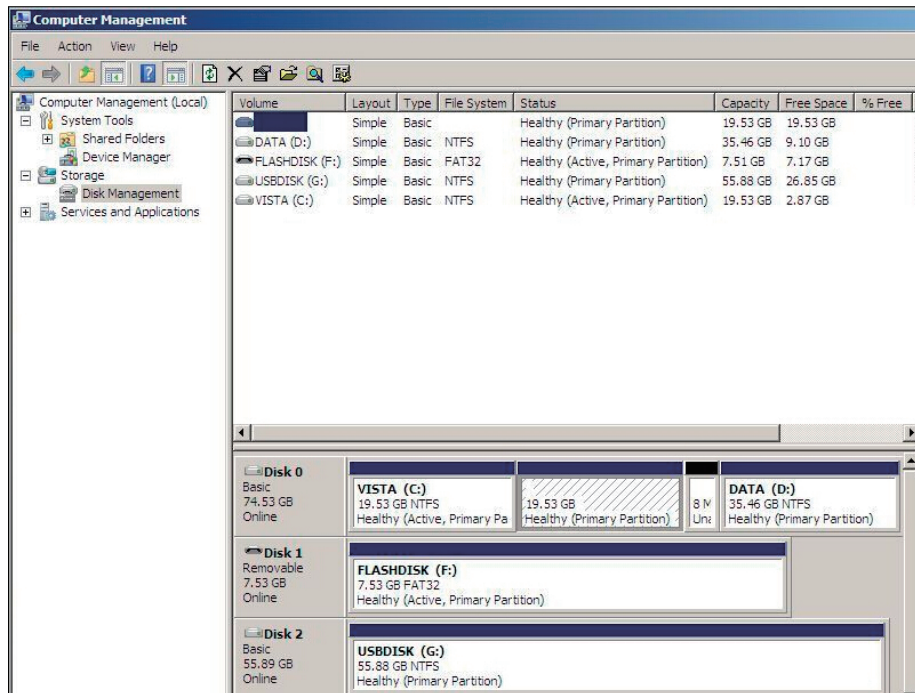 Computer Management
File Action View Help
Computer Management (Local)
System Tools
Shared Folders
Device Manager
Storage
Disk Management
Services and Applications
Volume Layout Type File System Status Capacity Free Space % Free
Simple Basic Healthy (Primary Partition) 19.53 GB 19.53 GB
DATA (D:) Simple Basic NTFS Healthy (Primary Partition) 35.46 GB 9.10 GB
FLASHDISK (F:) Simple Basic FAT32 Healthy (Active, Primary Partition) 7.51 GB 7.17 GB
USBDISK (G:) Simple Basic NTFS Healthy (Primary Partition) 55.88 GB 26.85 GB
VISTA (C:) Simple Basic NTFS Healthy (Active, Primary Partition) 19.53 GB 2.87 GB
Disk 0
Basic
74.53 GB
Online
VISTA (C:)
19.53 GB NTFS
Healthy (Active, Primary Pa
19.53 GB
Healthy (Primary Partition)
8 M
Una
DATA (D:)
35.46 GB NTFS
Healthy (Primary Partition)
Disk 1
Removable
7.53 GB
Online
FLASHDISK (F:)
7.53 GB FAT32
Healthy (Active, Primary Partition)
Disk 2
Basic
55.89 GB
Online
USBDISK (G:)
55.88 GB NTFS
Healthy (Primary Partition)